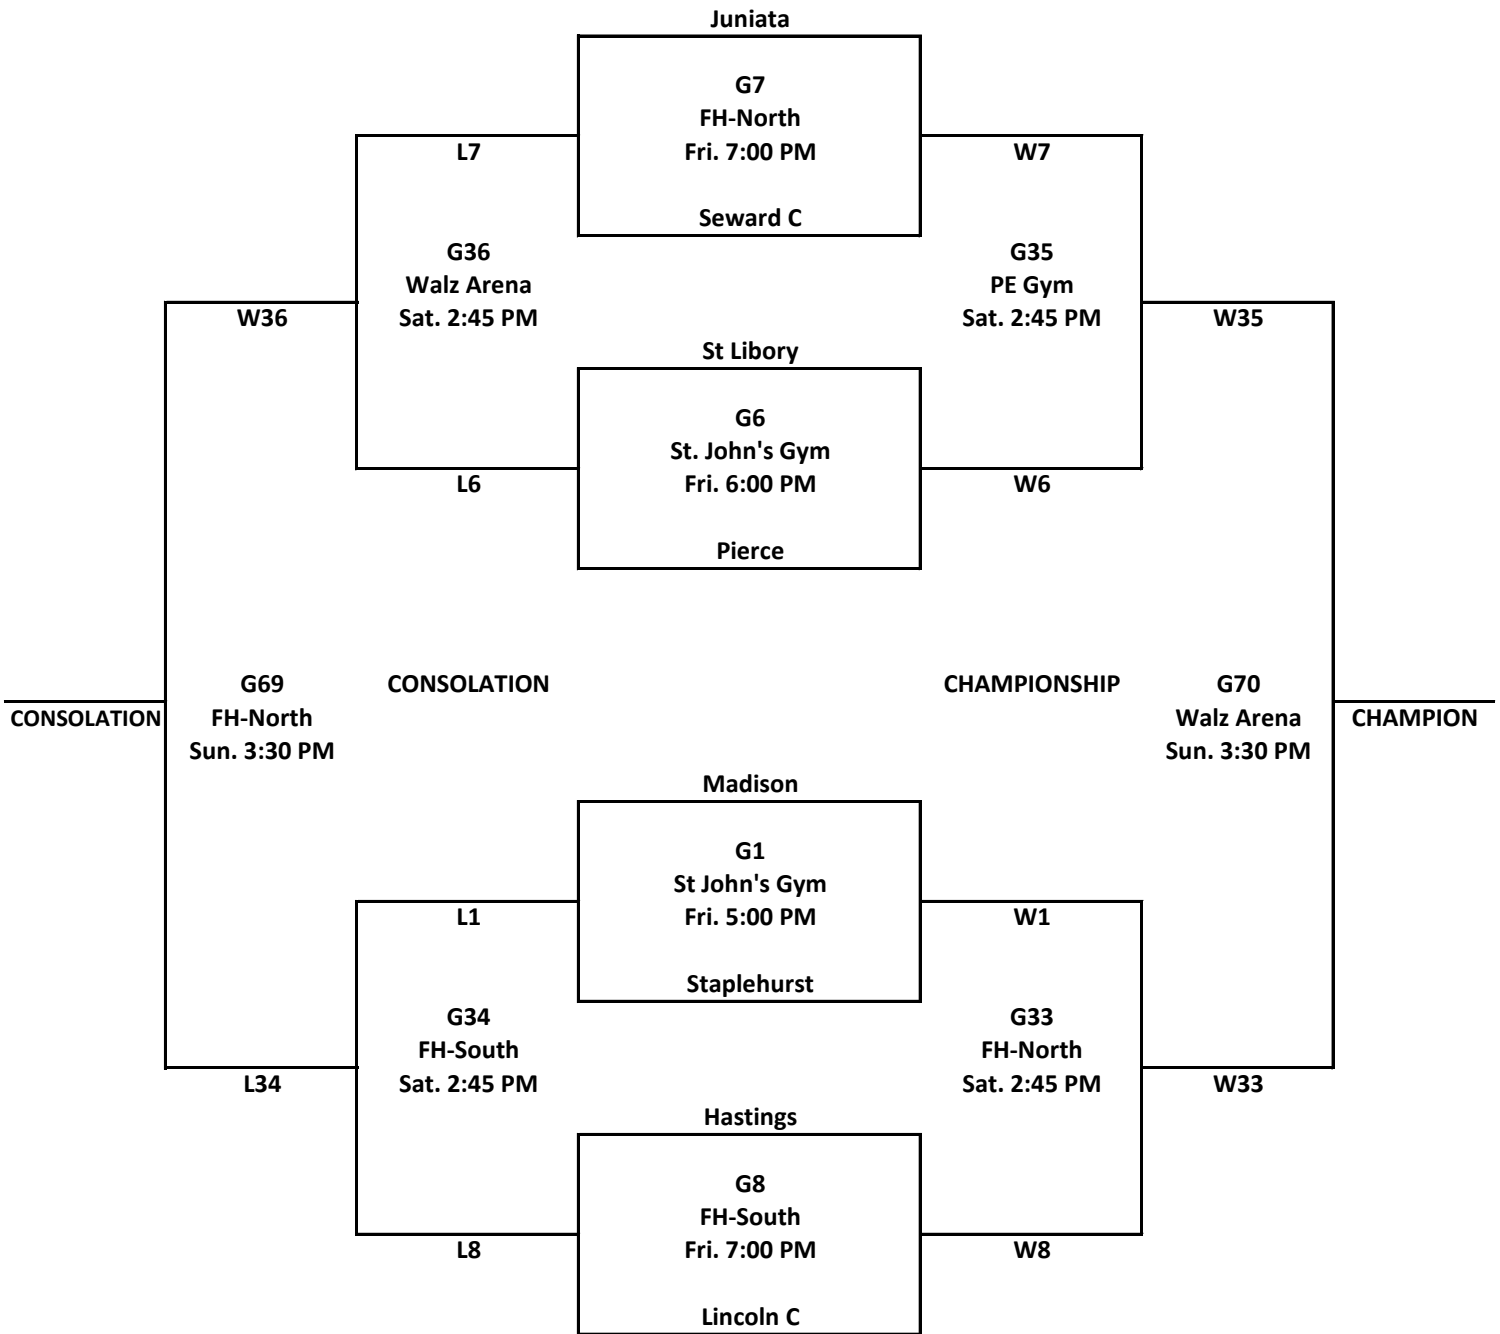 Juniata
G7
FH-North
Fri. 7:00 PM
L7
W7
Seward C
G36
Walz Arena
Sat. 2:45 PM
G35
PE Gym
Sat. 2:45 PM
W36
W35
St Libory
G6
St. John's Gym
Fri. 6:00 PM
L6
W6
Pierce
G69
FH-North
Sun. 3:30 PM
CONSOLATION
CONSOLATION
CHAMPIONSHIP
G70
Walz Arena
Sun. 3:30 PM
CHAMPION
Madison
G1
St John's Gym
Fri. 5:00 PM
L1
W1
Staplehurst
G34
FH-South
Sat. 2:45 PM
G33
FH-North
Sat. 2:45 PM
L34
W33
Hastings
G8
FH-South
Fri. 7:00 PM
L8
W8
Lincoln C